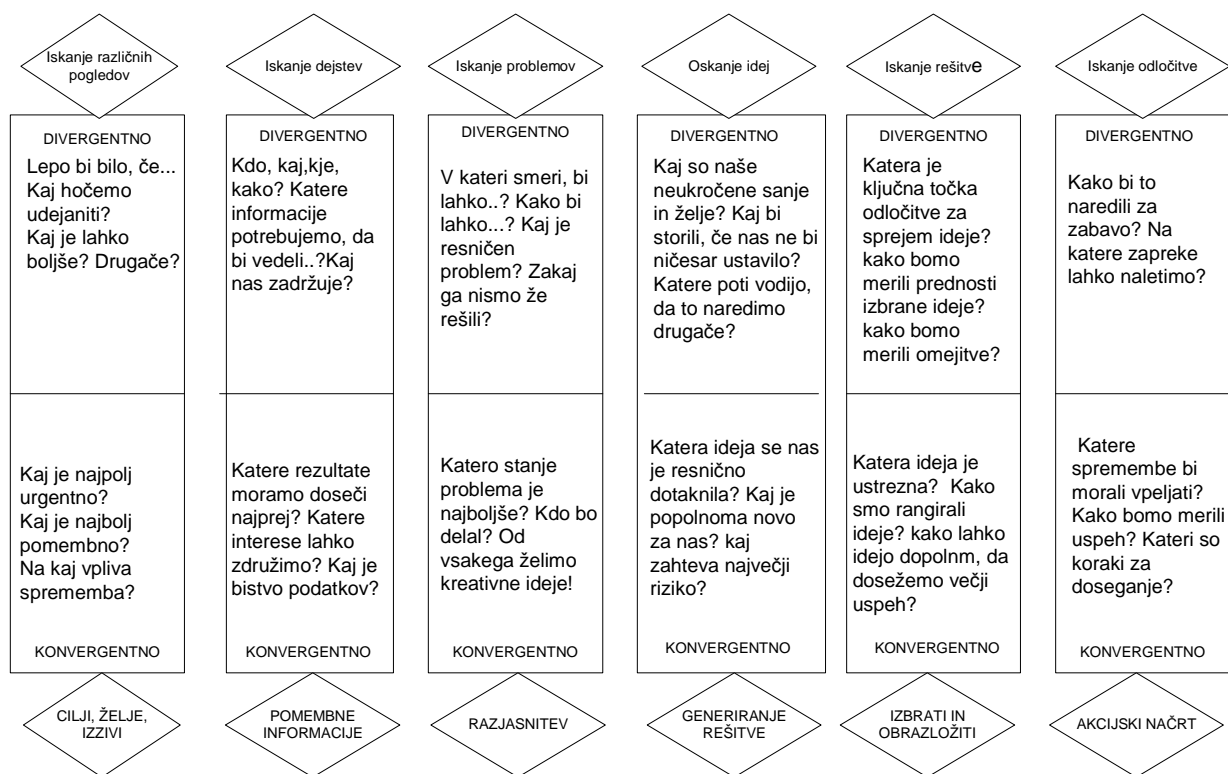 Iskanje različnih
pogledov
DIVERGENTNO
Lepo bi bilo, če...
Kaj hočemo
udejaniti?
Kaj je lahko
boljše? Drugače?
Kaj je najpolj
urgentno?
Kaj je najbolj
pomembno?
Na kaj vpliva
sprememba?
KONVERGENTNO
CILJI, ŽELJE,
IZZIVI
Iskanje dejstev
DIVERGENTNO
Kdo, kaj,kje,
kako? Katere
informacije
potrebujemo, da
bi vedeli..?Kaj
nas zadržuje?
Katere rezultate
moramo doseči
najprej? Katere
interese lahko
združimo? Kaj je
bistvo podatkov?
KONVERGENTNO
POMEMBNE
INFORMACIJE
Iskanje problemov
DIVERGENTNO
V kateri smeri, bi
lahko..? Kako bi
lahko...? Kaj je
resničen
problem? Zakaj
ga nismo že
rešili?
Katero stanje
problema je
najboljše? Kdo bo
delal? Od
vsakega želimo
kreativne ideje!
KONVERGENTNO
RAZJASNITEV
Oskanje idej
DIVERGENTNO
Kaj so naše
neukročene sanje
in želje? Kaj bi
storili, če nas ne bi
ničesar ustavilo?
Katere poti vodijo,
da to naredimo
drugače?
Katera ideja se nas
je resnično
dotaknila? Kaj je
popolnoma novo
za nas? kaj
zahteva največji
riziko?
KONVERGENTNO
GENERIRANJE
REŠITVE
Iskanje rešitve
DIVERGENTNO
Katera je
ključna točka
odločitve za
sprejem ideje?
kako bomo
merili prednosti
izbrane ideje?
kako bomo
merili omejitve?
Katera ideja je
ustrezna? Kako
smo rangirali
ideje? kako lahko
idejo dopolnm, da
dosežemo večji
uspeh?
KONVERGENTNO
IZBRATI IN
OBRAZLOŽITI
Iskanje odločitve
DIVERGENTNO
Kako bi to
naredili za
zabavo? Na
katere zapreke
lahko naletimo?
Katere
spremembe bi
morali vpeljati?
Kako bomo merili
uspeh? Kateri so
koraki za
doseganje?
KONVERGENTNO
AKCIJSKI NAČRT